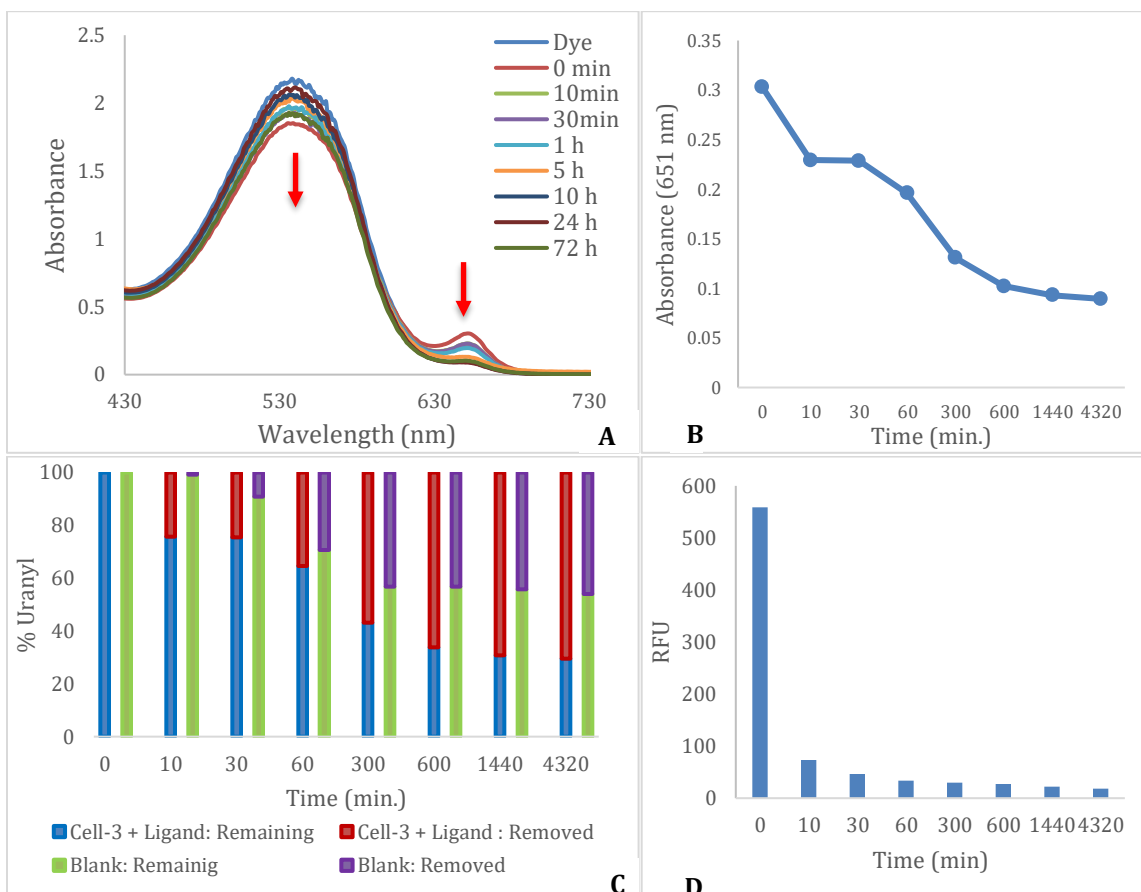 2.5
2
1.5
1
0.5
0
Absorbance
430 530 630 730
Wavelength (nm)
Dye
0 min
10min
30min
1 h
5 h
10 h
24 h
72 h
A
0.35
0.3
0.25
0.2
0.15
0.1
0.05
0
Absorbance (651 nm)
0 10 30 60 300 600 1440 4320
Time (min.)
B
100
80
60
40
20
0
% Uranyl
0 10 30 60 300 600 1440 4320
Time (min.)
Cell-3 + Ligand: Remaining
Cell-3 + Ligand : Removed
Blank: Remainig
Blank: Removed
C
600
500
400
300
200
100
0
RFU
0 10 30 60 300 600 1440 4320
Time (min)
D